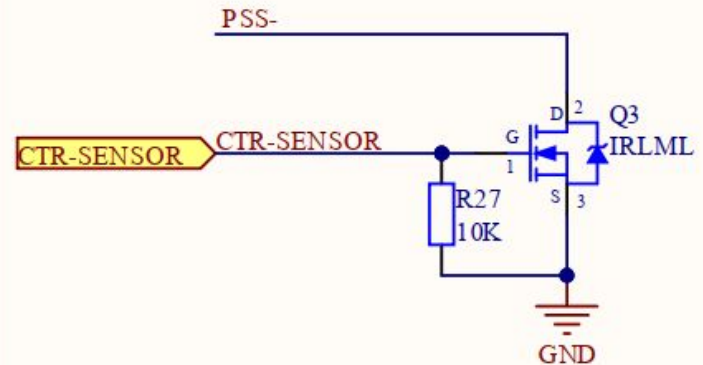 PSS-
D 2
Q3
CTR-SENSOR
CTR-SENSOR
G
IRLML
1
R27
S 3
10K
GND